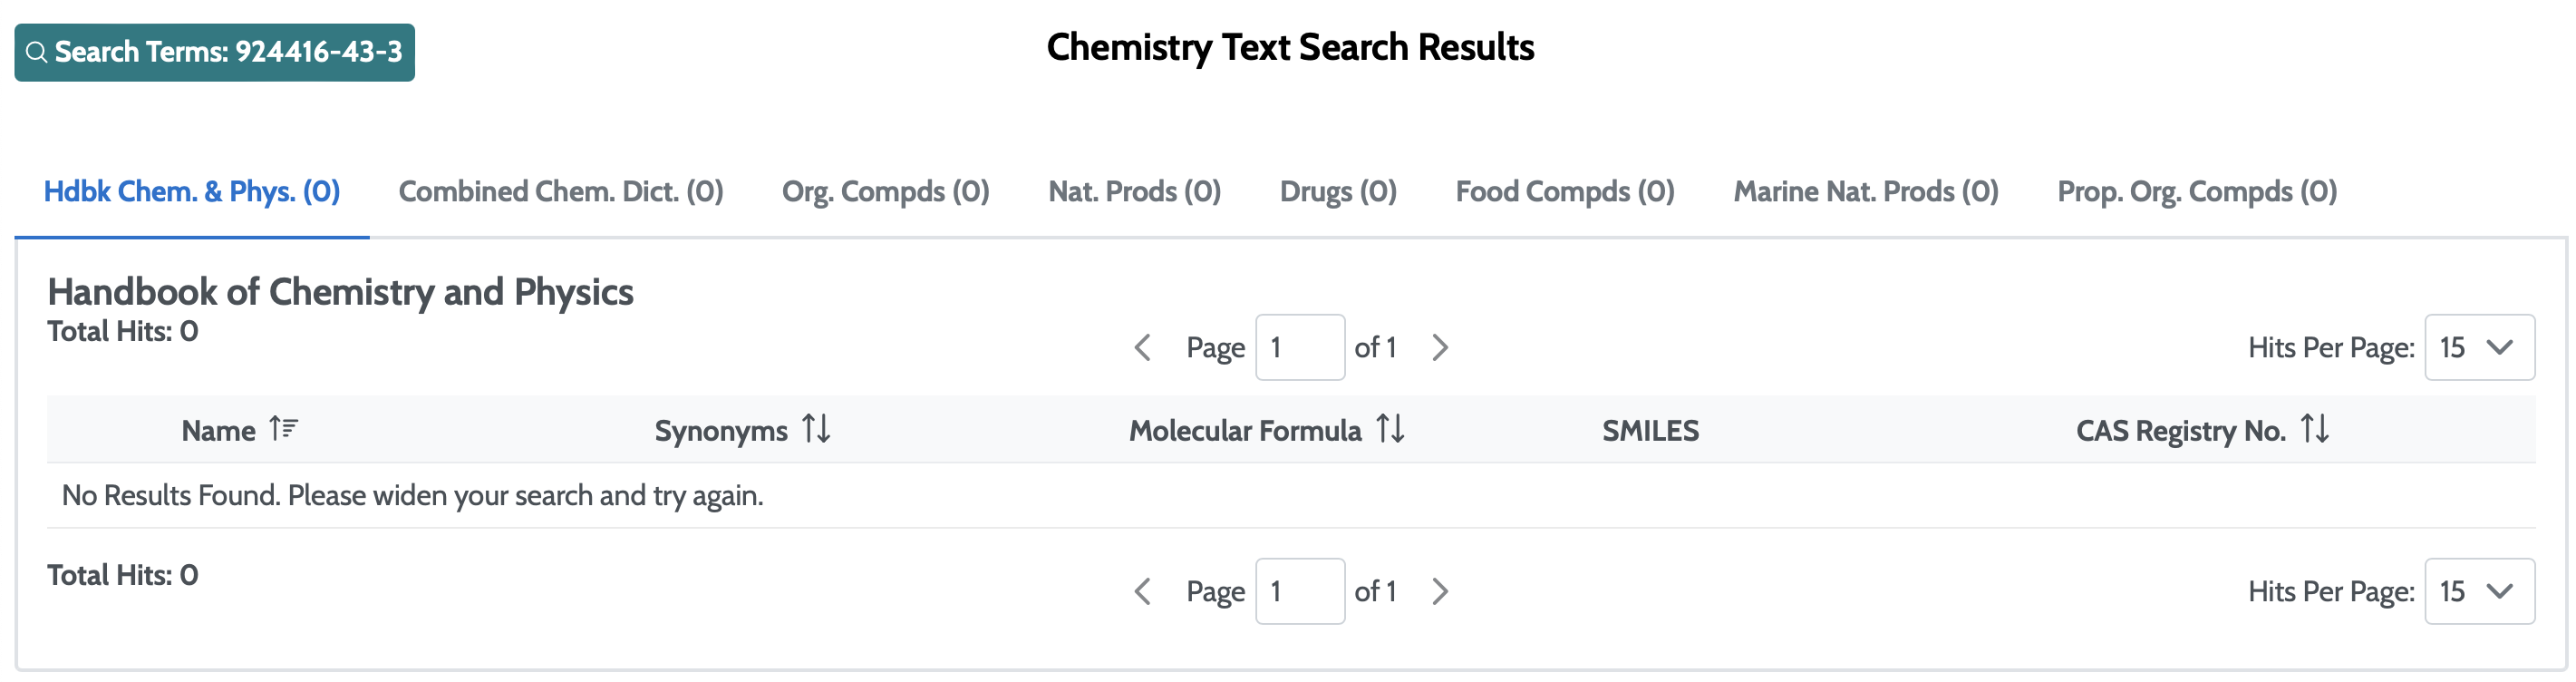 Search Terms: 924416-43-3
Chemistry Text Search Results
Hdbk Chem. & Phys. (0) Combined Chem. Dict. (0) Org. Compds (0) Nat. Prods (0) Drugs (0) Food Compds (0) Marine Nat. Prods (0) Prop. Org. Compds (0)
Handbook of Chemistry and Physics
Total Hits: 0
Page 1 of 1
Hits Per Page: 15
Name Synonyms Molecular Formula SMILES CAS Registry No.
No Results Found. Please widen your search and try again.
Total Hits: 0
Page 1 of 1
Hits Per Page: 15